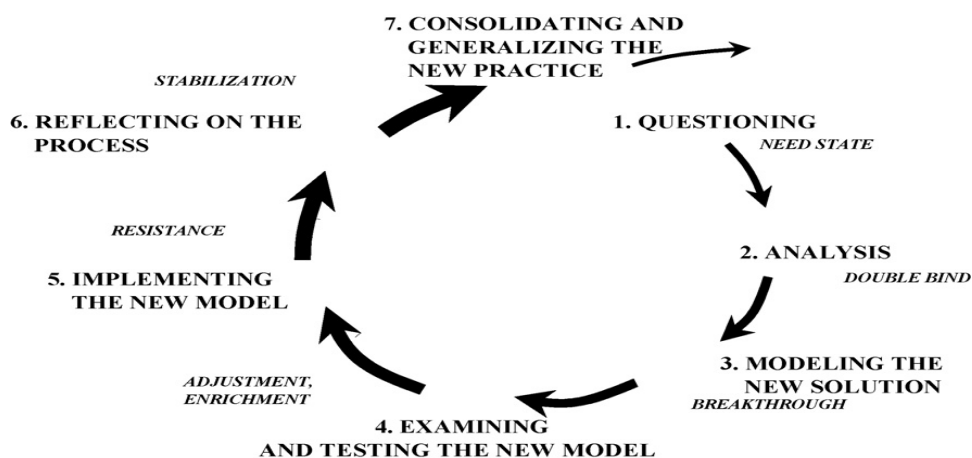 7. CONSOLIDATING AND
GENERALIZING THE
NEW PRACTICE
STABILIZATION
6. REFLECTING ON THE
PROCESS
1. QUESTIONING
NEED STATE
RESISTANCE
2. ANALYSIS
DOUBLE BIND
5. IMPLEMENTING
THE NEW MODEL
3. MODELING THE
NEW SOLUTION
BREAKTHROUGH
ADJUSTMENT,
ENRICHMENT
4. EXAMINING
AND TESTING THE NEW MODEL